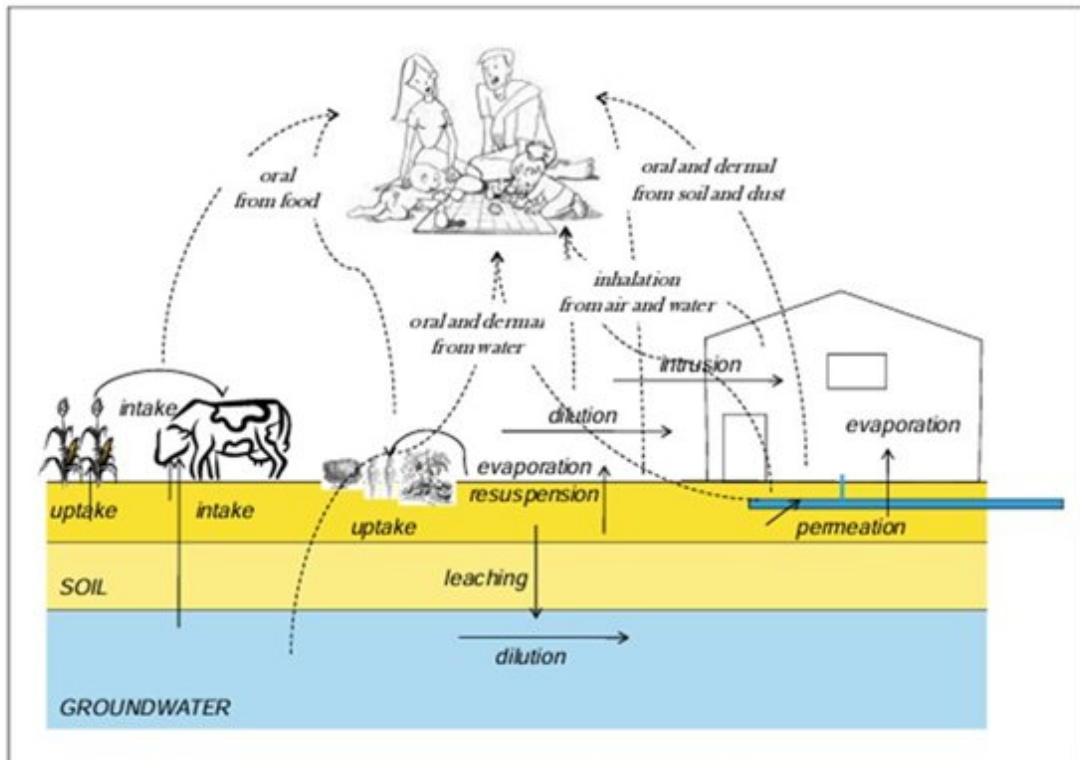 oral
from food
oral and dermal
from soil and dust
inhalation
from air and water
oral and dermal
from water
intrusion
intake
dilution
evaporation
evaporation
resuspension
uptake
intake
uptake
permeation
leaching
SOIL
dilution
GROUNDWATER